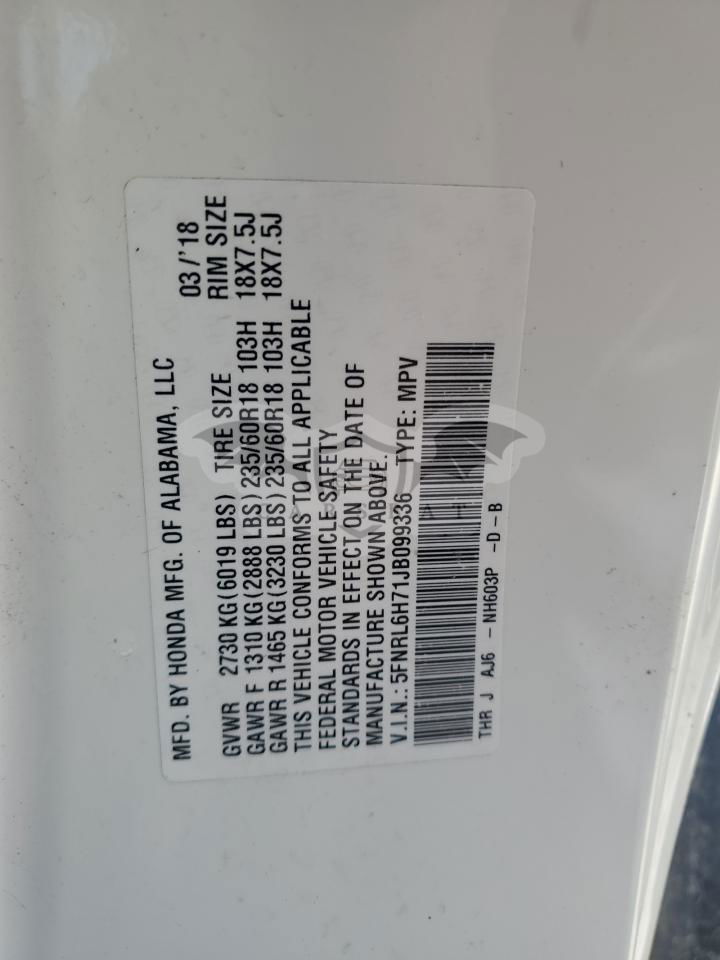 MFD. BY HONDA MFG. OF ALABAMA, LLC 03/'18
GVWR 2730 KG(6019 LBS) TIRE SIZE RIM SIZE
GAWR F 1310 KG(2888 LBS)235/60R18 103H 18X7.5J
GAWR R 1465 KG(3230 LBS)235/60R18 103H 18X7.5J
THIS VEHICLE CONFORMS TO ALL APPLICABLE
FEDERAL MOTOR VEHICLE SAFETY
STANDARDS IN EFFECT ON THE DATE OF
MANUFACTURE SHOWN ABOVE.
V.I.N.:5FNRL6H71JB099336 TYPE: MPV
THR J AJ6 - NH603P -D-B